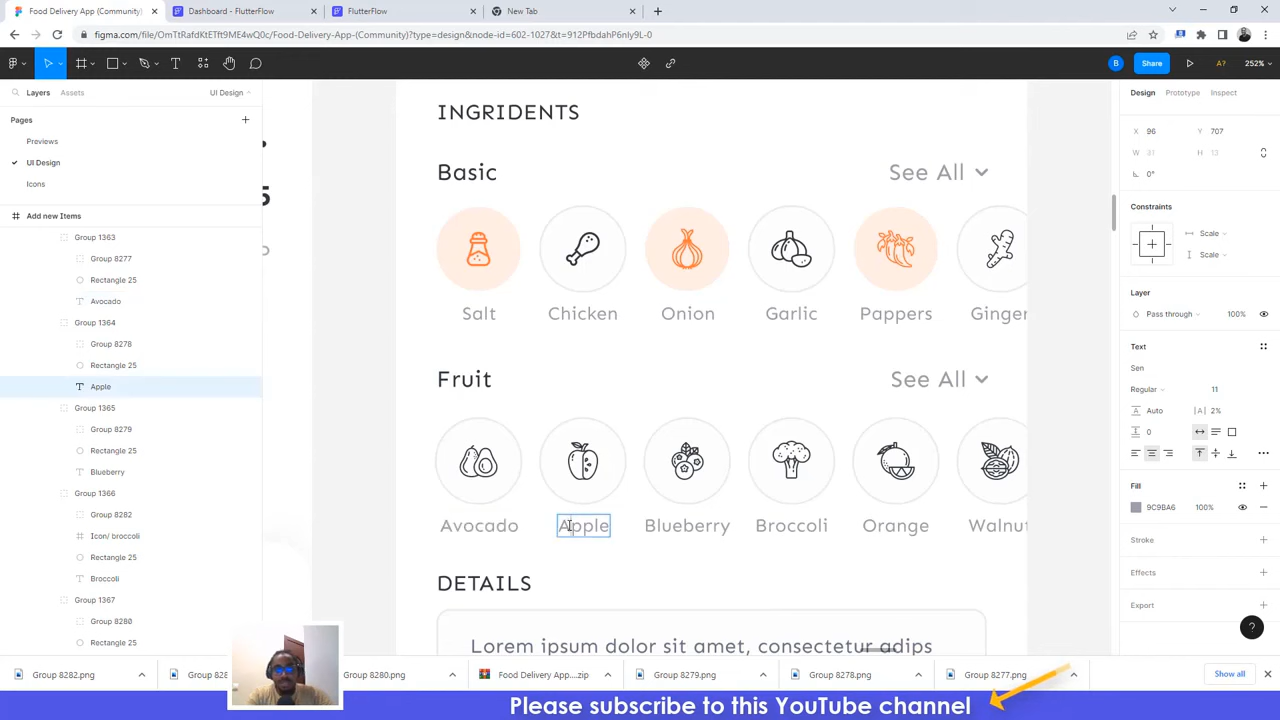 Food Delivery App (Community)
Dashboard - FlutterFlow
FlutterFlow
New Tab
figma.com/file/OmTtRafdKtETft9ME4wQ0c/Food-Delivery-App-(Community)?type=design&node-id=602-1027&t=912PfbdahP6nIy9L-0
B
Share
A?
252%
Layers
Assets
UI Design
Design
Prototype
Inspect
Pages
Previews
UI Design
Icons
Add new Items
Group 1363
Group 8277
Rectangle 25
Avocado
Group 1364
Group 8278
Rectangle 25
Apple
Group 1365
Group 8279
Rectangle 25
Blueberry
Group 1366
Group 8282
Icon/ broccoli
Rectangle 25
Broccoli
Group 1367
Group 8280
Rectangle 25
5
INGRIDENTS
Basic
See All
Salt
Chicken
Onion
Garlic
Pappers
Ginger
Fruit
See All
Avocado
Apple
Blueberry
Broccoli
Orange
Walnut
DETAILS
Lorem ipsum dolor sit amet, consectetur adips
X 96
Y 707
W 31
H 13
0°
Constraints
Scale
Scale
Layer
Pass through
100%
Text
Sen
Regular
11
Auto
|A| 2%
0
Fill
9C9BA6
100%
Stroke
Effects
Export
?
Group 8282.png
Group 828
Group 8280.png
Food Delivery App....zip
Group 8279.png
Group 8278.png
Group 8277.png
Show all
Please subscribe to this YouTube channel